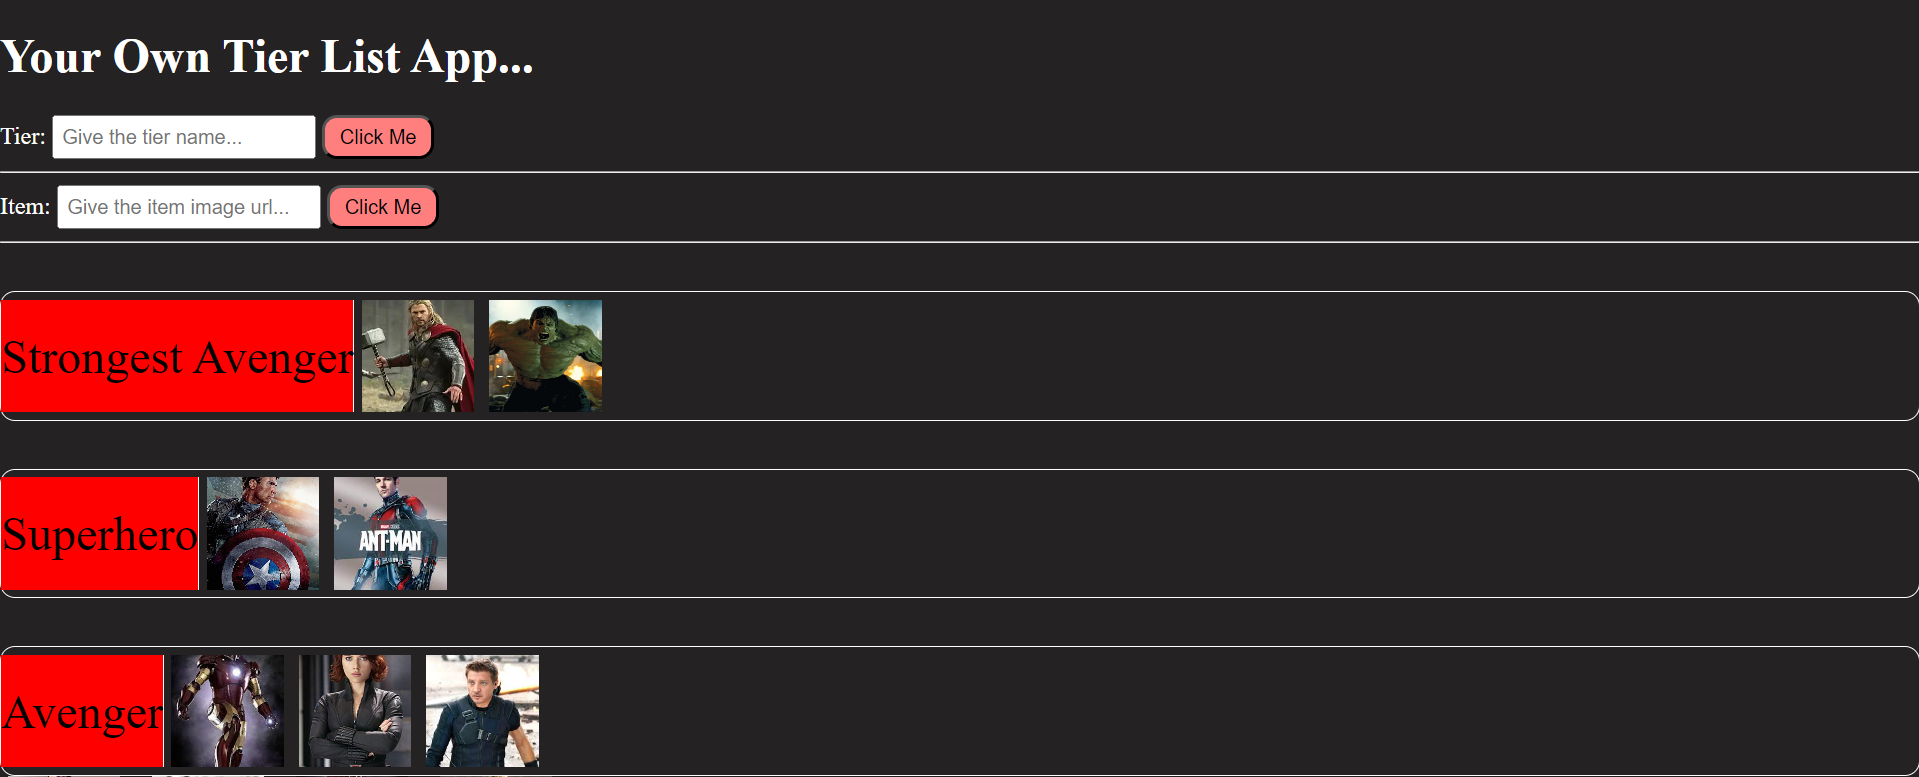 Your Own Tier List App...
Tier: Give the tier name... Click Me
Item: Give the item image url... Click Me
Strongest Avenger
Superhero
ANT-MAN
Avenger